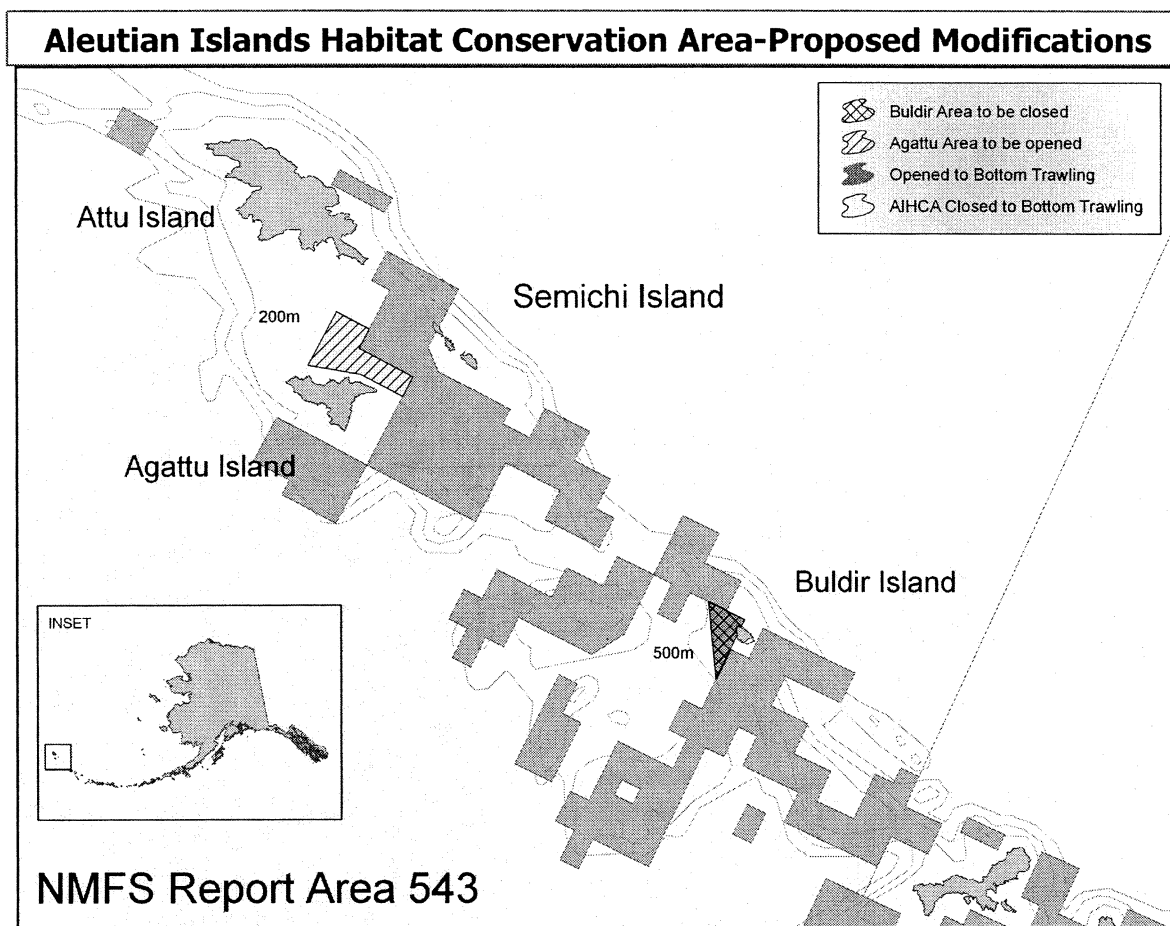 Aleutian Islands Habitat Conservation Area-Proposed Modifications
Buldir Area to be closed
Agattu Area to be opened
Opened to Bottom Trawling
AIHCA Closed to Bottom Trawling
Attu Island
Semichi Island
200m
Agattu Island
Buldir Island
500m
INSET
NMFS Report Area 543